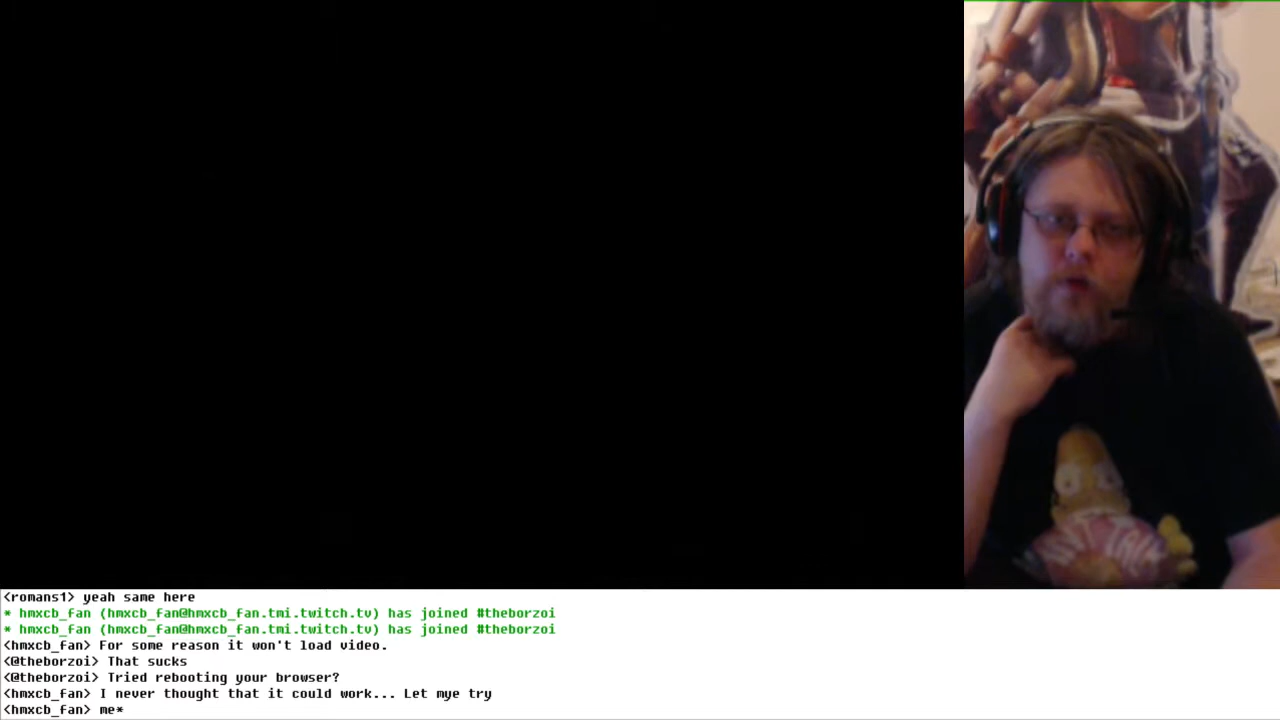 DON'T TALK
<romans1> yeah same here
* hmxcb_fan (hmxcb_fan@hmxcb_fan.tmi.twitch.tv) has joined #theborzoi
* hmxcb_fan (hmxcb_fan@hmxcb_fan.tmi.twitch.tv) has joined #theborzoi
<hmxcb_fan> For some reason it won't load video.
<@theborzoi> That sucks
<@theborzoi> Tried rebooting your browser?
<hmxcb_fan> I never thought that it could work... Let mye try
<hmxcb_fan> me*